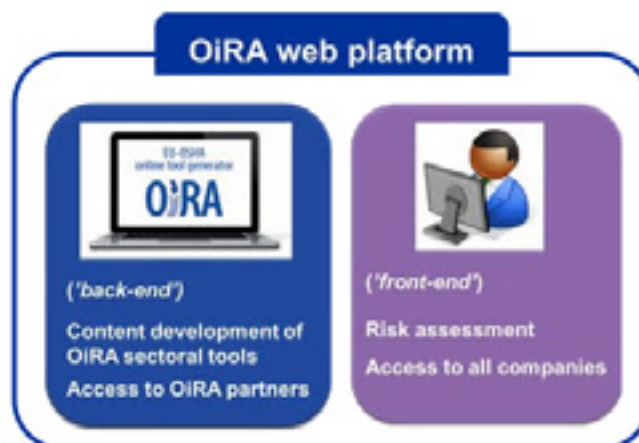 OiRA web platform
EU-OSHA
online tool generator
OiRA
('back-end')
Content development of
OiRA sectoral tools
Access to OiRA partners
('front-end')
Risk assessment
Access to all companies